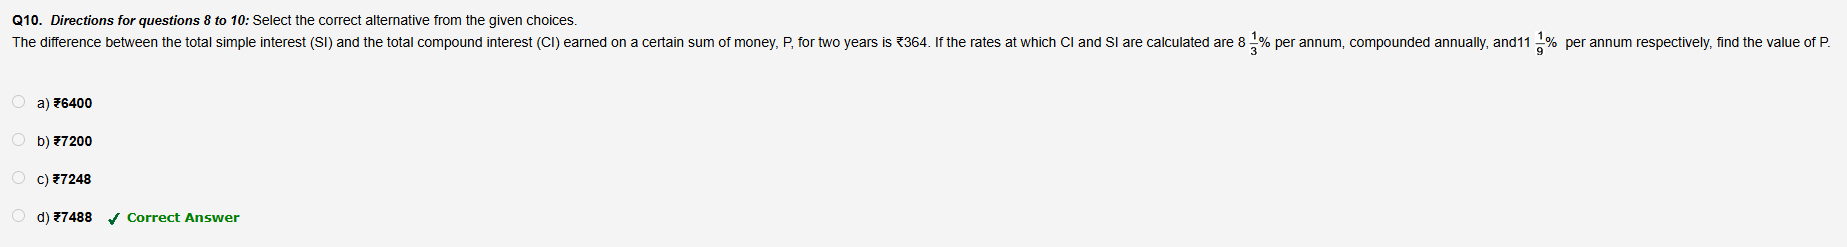 Q10. Directions for questions 8 to 10: Select the correct alternative from the given choices.
The difference between the total simple interest (SI) and the total compound interest (CI) earned on a certain sum of money, P, for two years is ₹364. If the rates at which CI and SI are calculated are 8 1/3% per annum, compounded annually, and11 1/9% per annum respectively, find the value of P.
a) ₹6400
b) ₹7200
c) ₹7248
d) ₹7488 ✓ Correct Answer